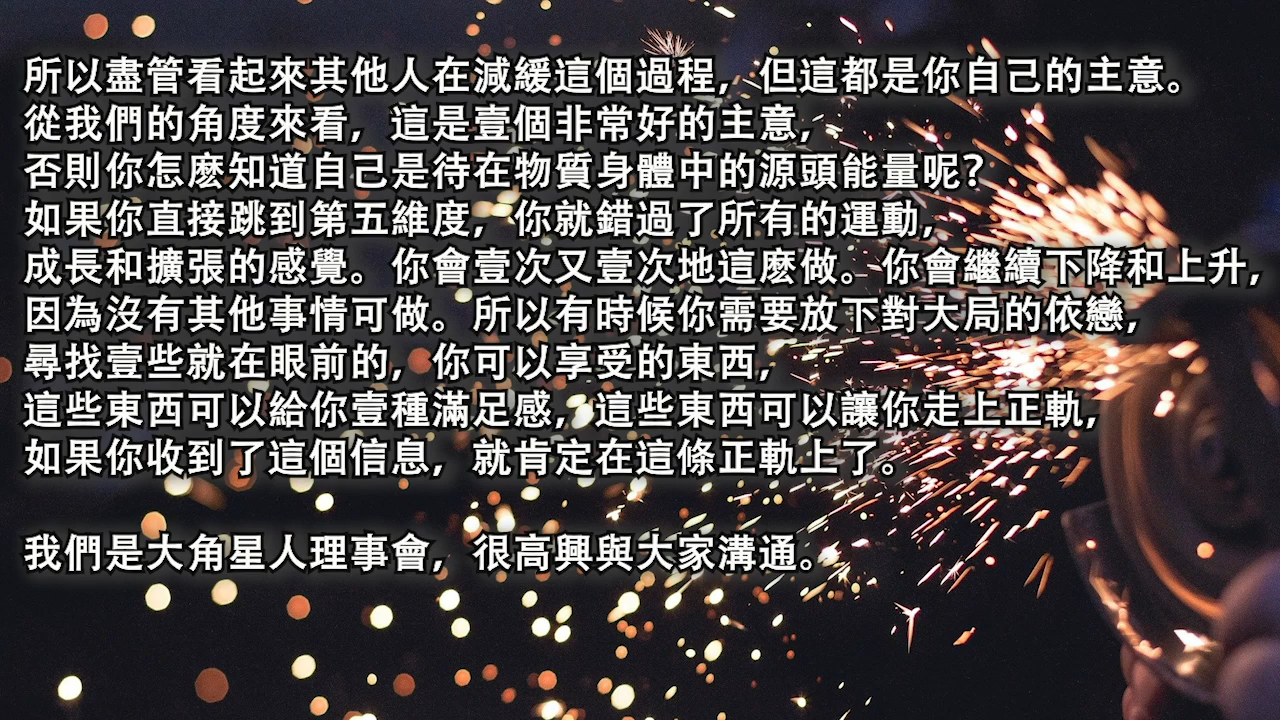 所以盡管看起來其他人在減緩這個過程，但這都是你自己的主意。
從我們的角度來看，這是壹個非常好的主意，
否則你怎麽知道自己是待在物質身體中的源頭能量呢？
如果你直接跳到第五維度，你就錯過了所有的運動，
成長和擴張的感覺。你會壹次又壹次地這麽做。你會繼續下降和上升，
因為沒有其他事情可做。所以有時候你需要放下對大局的依戀，
尋找壹些就在眼前的，你可以享受的東西，
這些東西可以給你壹種滿足感，這些東西可以讓你走上正軌，
如果你收到了這個信息，就肯定在這條正軌上了。
我們是大角星人理事會，很高興與大家溝通。